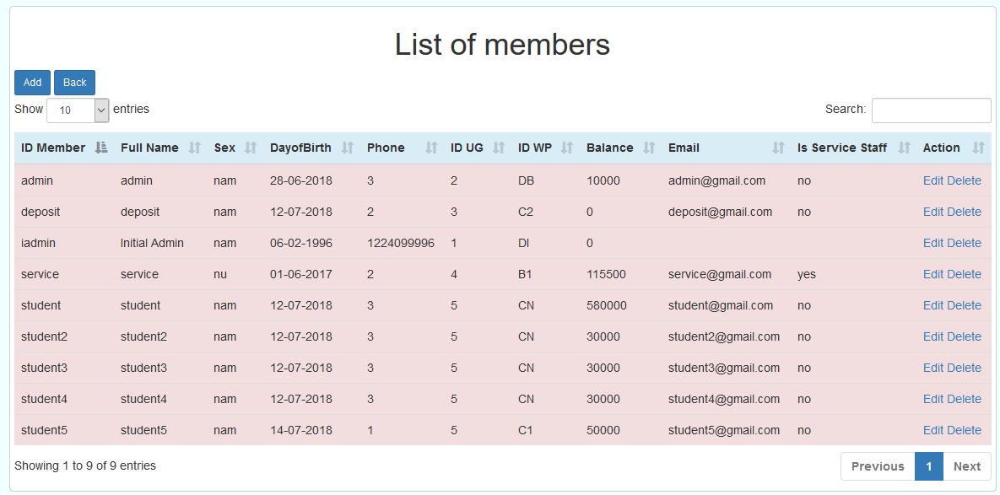 List of members
Add Back
Show 10 entries Search:
ID Member Full Name Sex DayofBirth Phone ID UG ID WP Balance Email Is Service Staff Action
admin admin nam 28-06-2018 3 2 DB 10000 admin@gmail.com no Edit Delete
deposit deposit nam 12-07-2018 2 3 C2 0 deposit@gmail.com no Edit Delete
iadmin Initial Admin nam 06-02-1996 1224099996 1 DI 0 Edit Delete
service service nu 01-06-2017 2 4 B1 115500 service@gmail.com yes Edit Delete
student student nam 12-07-2018 3 5 CN 580000 student@gmail.com no Edit Delete
student2 student2 nam 12-07-2018 3 5 CN 30000 student2@gmail.com no Edit Delete
student3 student3 nam 12-07-2018 3 5 CN 30000 student3@gmail.com no Edit Delete
student4 student4 nam 12-07-2018 3 5 CN 30000 student4@gmail.com no Edit Delete
student5 student5 nam 14-07-2018 1 5 C1 50000 student5@gmail.com no Edit Delete
Showing 1 to 9 of 9 entries Previous 1 Next